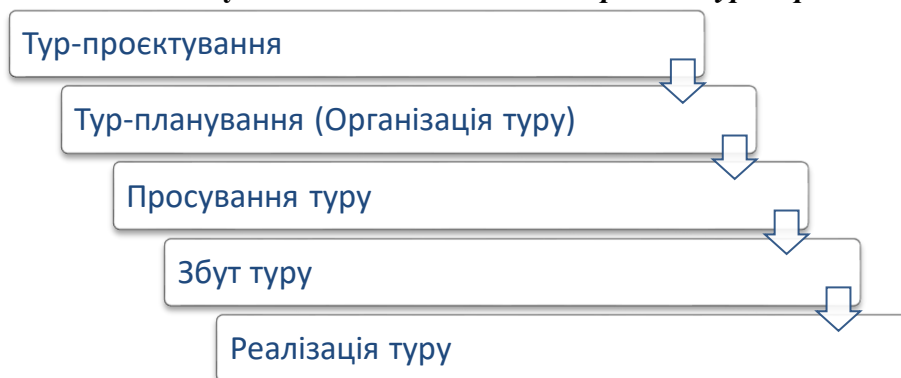 Тур-проєктування
Тур-планування (Організація туру)
Просування туру
Збут туру
Реалізація туру